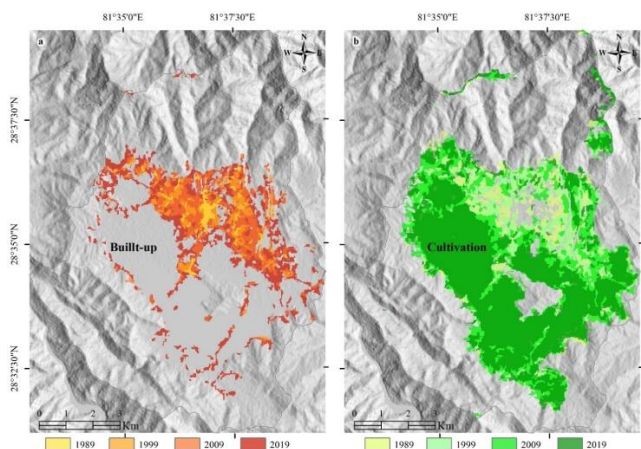 81°35'0"E 81°37'30"E 81°35'0"E 81°37'30"E
a
N
W E
S
b
N
W E
S
28°37'30"N
28°35'0"N
28°32'30"N
Buillt-up
Cultivation
0 1 2 3
Km
0 1 2 3
Km
1989 1999 2009 2019
1989 1999 2009 2019